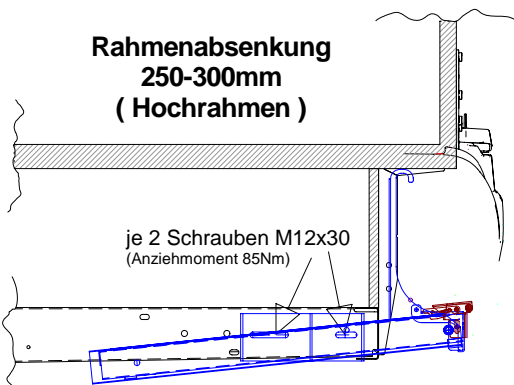 Rahmenabsenkung
250-300mm
( Hochrahmen )
je 2 Schrauben M12x30
(Anziehmoment 85Nm)